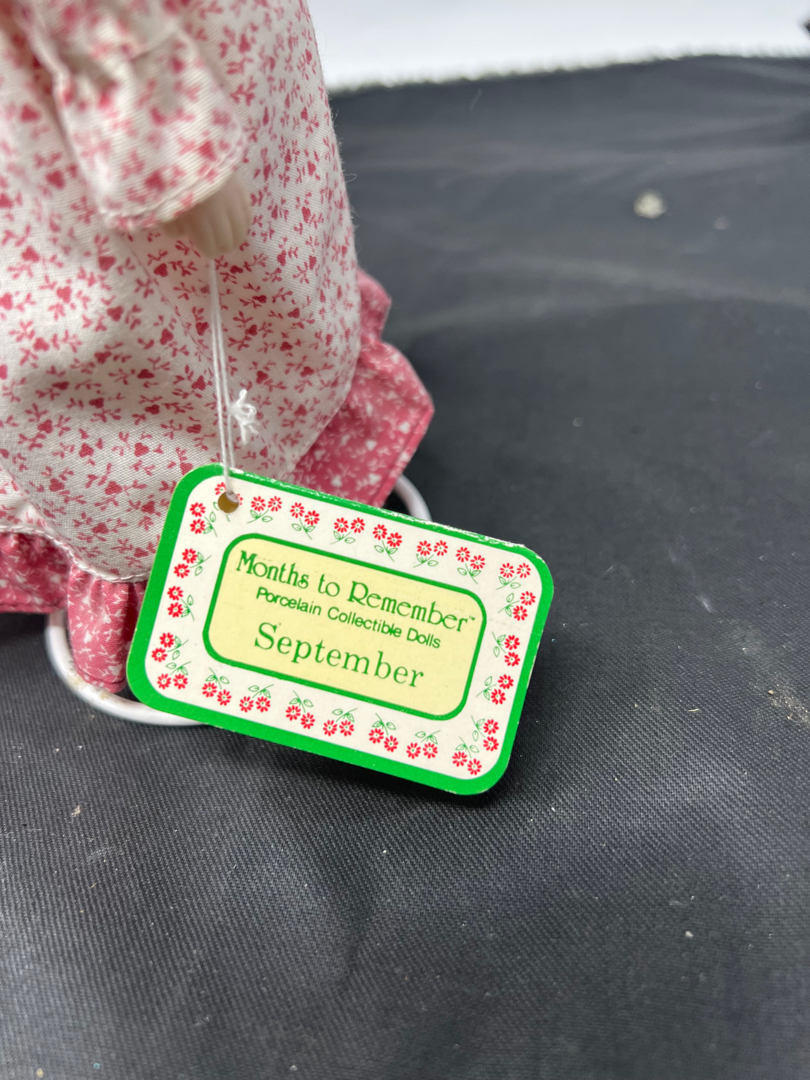 Months to Remember™
Porcelain Collectible Dolls
September